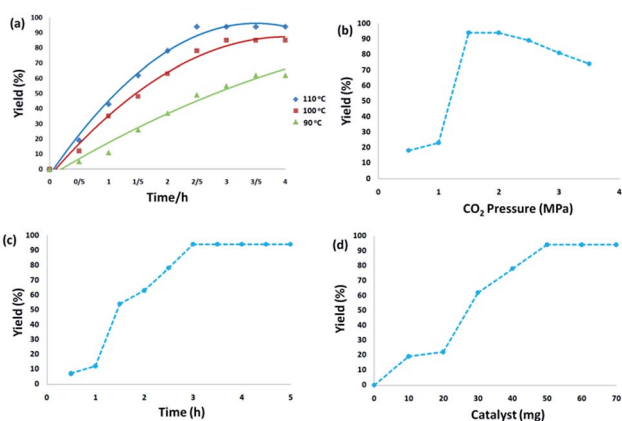 (a)
Yield (%)
100
90
80
70
60
50
40
30
20
10
0
0 0/5 1 1/5 2 2/5 3 3/5 4
Time/h
110 °C
100 °C
90 °C
(b)
Yield (%)
100
90
80
70
60
50
40
30
20
10
0
0 1 2 3 4
CO2 Pressure (MPa)
(c)
Yield (%)
100
90
80
70
60
50
40
30
20
10
0
0 1 2 3 4 5
Time (h)
(d)
Yield (%)
100
90
80
70
60
50
40
30
20
10
0
0 10 20 30 40 50 60 70
Catalyst (mg)